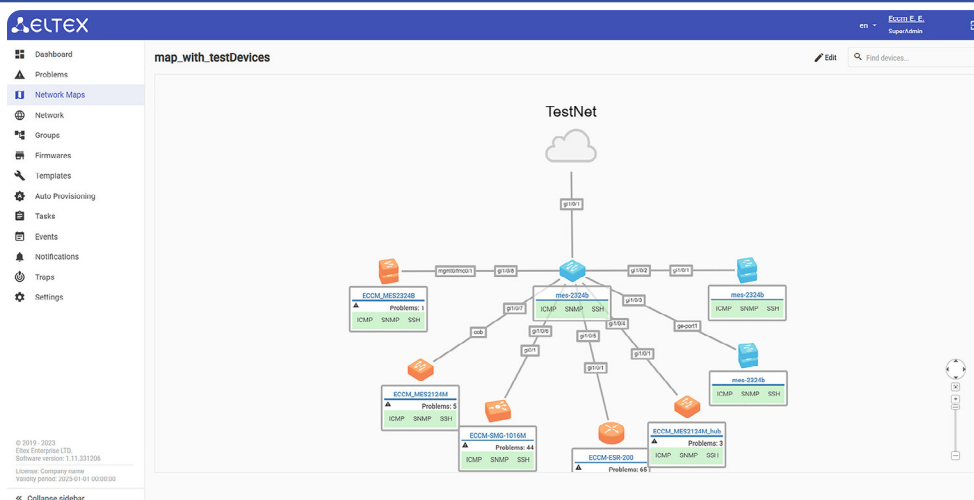 ELTEX
en
Eccm E. E.
SuperAdmin
Dashboard
Problems
Network Maps
Network
Groups
Firmwares
Templates
Auto Provisioning
Tasks
Events
Notifications
Traps
Settings
© 2019 - 2023
Eltex Enterprise LTD.
Software version: 1.11.331206
License: Company name
Validity period: 2025-01-01 00:00:00
Collapse sidebar
map_with_testDevices
Edit
Find devices...
TestNet
gi1/0/1
mgmt0/fmc0/1
gi1/0/8
gi1/0/2
gi1/0/1
ECCM_MES2324B
Problems: 1
ICMP SNMP SSH
mes-2324b
ICMP SNMP SSH
mes-2324b
ICMP SNMP SSH
gi1/0/7
gi1/0/3
oob
gi1/0/6
gi1/0/5
gi1/0/4
ge-port1
gi0/1
gi1/0/1
gi1/0/1
mes-2324b
ICMP SNMP SSH
ECCM_MES2124M
Problems: 5
ICMP SNMP SSH
ECCM-SMG-1016M
Problems: 44
ICMP SNMP SSH
ECCM-ESR-200
Problems: 66
ECCM_MES2124M_hub
Problems: 3
ICMP SNMP SSH